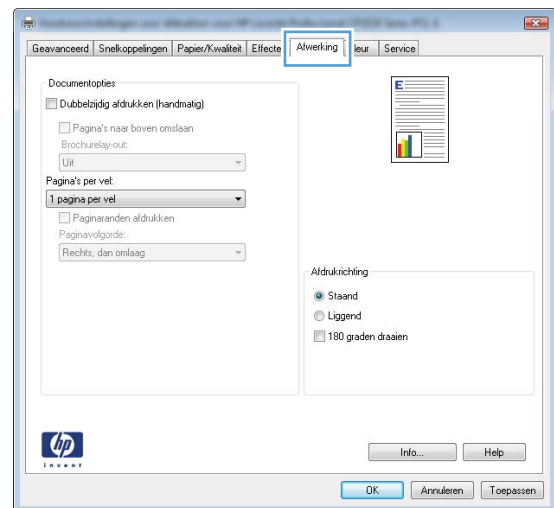 Geavanceerd Snelkoppelingen Papier/Kwaliteit Effecte Afwerking leur Service
Documentopties
Dubbelzijdig afdrukken (handmatig)
Pagina's naar boven omslaan
Brochurelay-out:
Uit
Pagina's per vel:
1 pagina per vel
Paginaranden afdrukken
Paginavolgorde:
Rechts, dan omlaag
E
Afdrukrichting
Staand
Liggend
180 graden draaien
hp
invent
Info... Help
OK Annuleren Toepassen